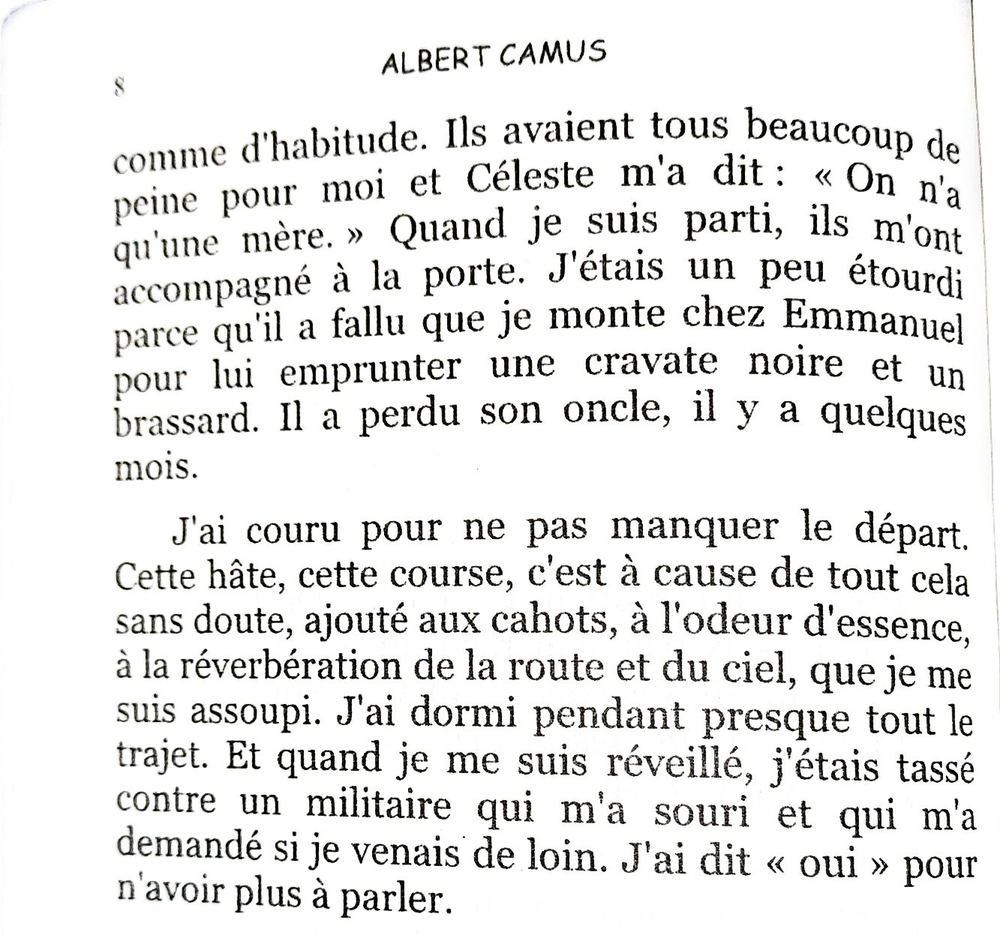 ALBERT CAMUS
8
comme d'habitude. Ils avaient tous beaucoup de
peine pour moi et Céleste m'a dit : « On n'a
qu'une mère. » Quand je suis parti, ils m'ont
accompagné à la porte. J'étais un peu étourdi
parce qu'il a fallu que je monte chez Emmanuel
pour lui emprunter une cravate noire et un
brassard. Il a perdu son oncle, il y a quelques
mois.
J'ai couru pour ne pas manquer le départ.
Cette hâte, cette course, c'est à cause de tout cela
sans doute, ajouté aux cahots, à l'odeur d'essence,
à la réverbération de la route et du ciel, que je me
suis assoupi. J'ai dormi pendant presque tout le
trajet. Et quand je me suis réveillé, j'étais tassé
contre un militaire qui m'a souri et qui m'a
demandé si je venais de loin. J'ai dit « oui » pour
n'avoir plus à parler.